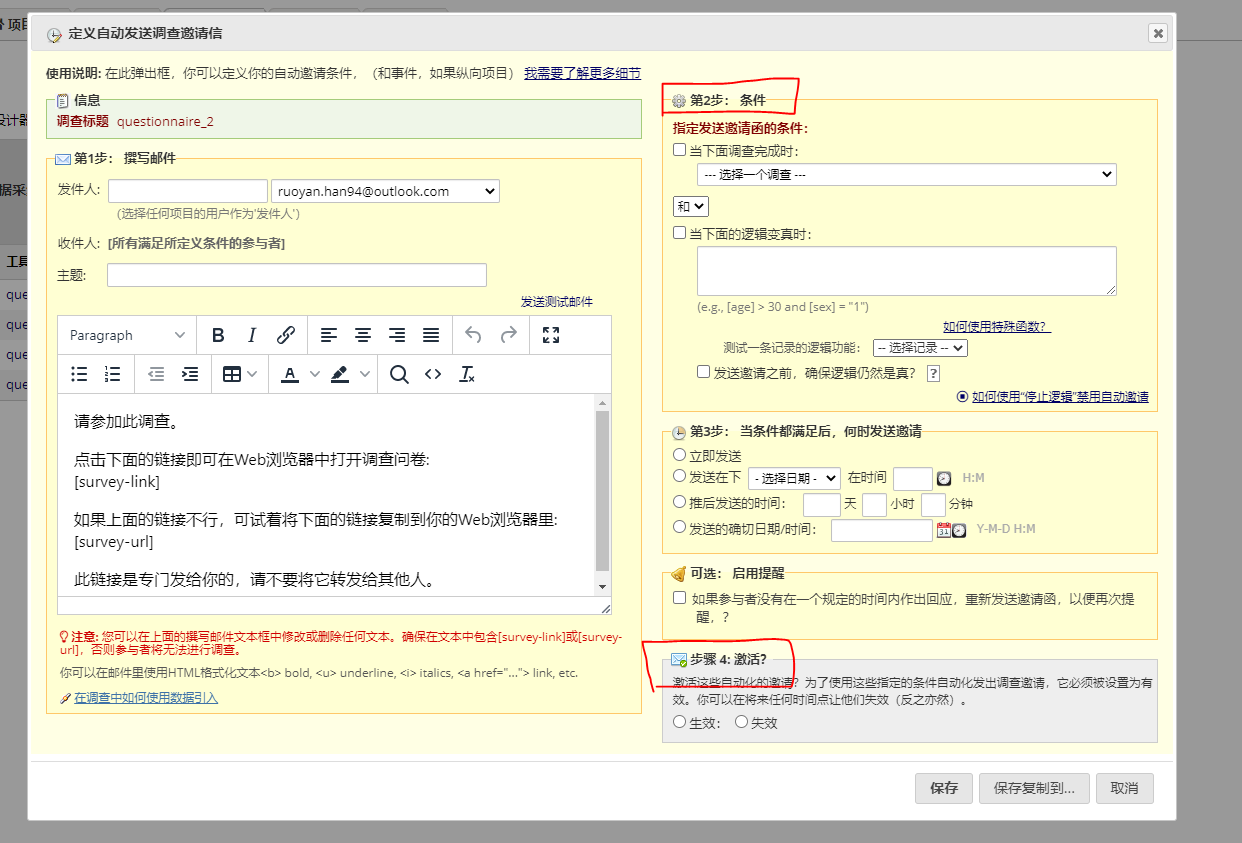 项目
定义自动发送调查邀请信
使用说明: 在此弹出框，你可以定义你的自动邀请条件，（和事件，如果纵向项目） 我需要了解更多细节
信息
调查标题 questionnaire_2
第1步： 撰写邮件
发件人: ruoyan.han94@outlook.com
(选择任何项目的用户作为'发件人')
收件人: [所有满足所定义条件的参与者]
主题:
发送测试邮件
Paragraph
请参加此调查。
点击下面的链接即可在Web浏览器中打开调查问卷:
[survey-link]
如果上面的链接不行，可试着将下面的链接复制到你的Web浏览器里:
[survey-url]
此链接是专门发给你的，请不要将它转发给其他人。
注意: 您可以在上面的撰写邮件文本框中修改或删除任何文本。确保在文本中包含[survey-link]或[survey-
url]，否则参与者将无法进行调查。
你可以在邮件里使用HTML格式化文本<b> bold, <u> underline, <i> italics, <a href="..."> link, etc.
在调查中如何使用数据引入
第2步： 条件
指定发送邀请函的条件:
当下面调查完成时:
--- 选择一个调查 ---
和
当下面的逻辑变真时:
(e.g., [age] > 30 and [sex] = "1")
如何使用特殊函数?
测试一条记录的逻辑功能: -- 选择记录 --
发送邀请之前，确保逻辑仍然是真? ?
如何使用“停止逻辑”禁用自动邀请
第3步： 当条件都满足后，何时发送邀请
立即发送
发送在下 - 选择日期 - 在时间 H:M
推后发送的时间: 天 小时 分钟
发送的确切日期/时间: 31 Y-M-D H:M
可选： 启用提醒
如果参与者没有在一个规定的时间内作出回应，重新发送邀请函，以便再次提
醒，?
步骤 4: 激活?
激活这些自动化的邀请? 为了使用这些指定的条件自动化发出调查邀请，它必须被设置为有
效。你可以在将来任何时间点让他们失效（反之亦然）。
生效: 失效
保存 保存复制到... 取消
设计器
据采
工具
que
que
que
que